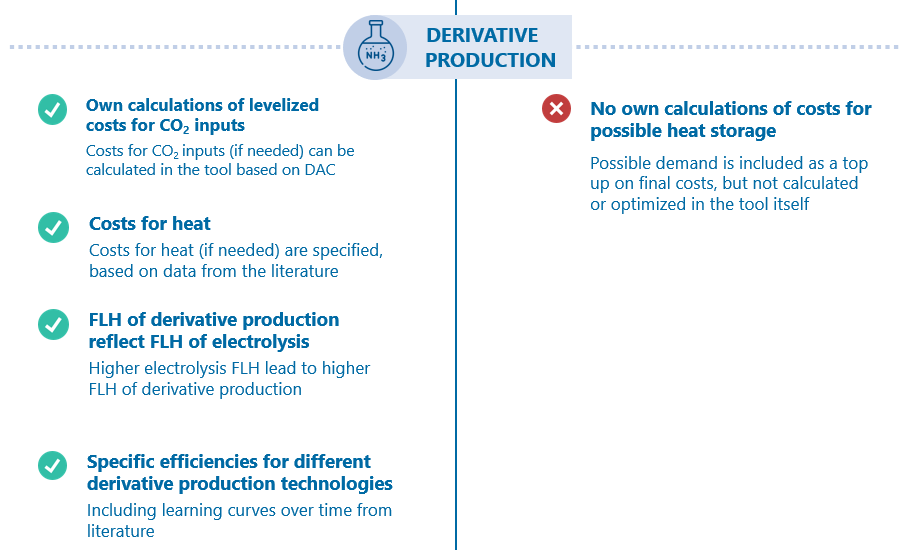 NH3
DERIVATIVE
PRODUCTION
Own calculations of levelized
costs for CO2 inputs
Costs for CO2 inputs (if needed) can be
calculated in the tool based on DAC
Costs for heat
Costs for heat (if needed) are specified,
based on data from the literature
FLH of derivative production
reflect FLH of electrolysis
Higher electrolysis FLH lead to higher
FLH of derivative production
Specific efficiencies for different
derivative production technologies
Including learning curves over time from
literature
No own calculations of costs for
possible heat storage
Possible demand is included as a top
up on final costs, but not calculated
or optimized in the tool itself